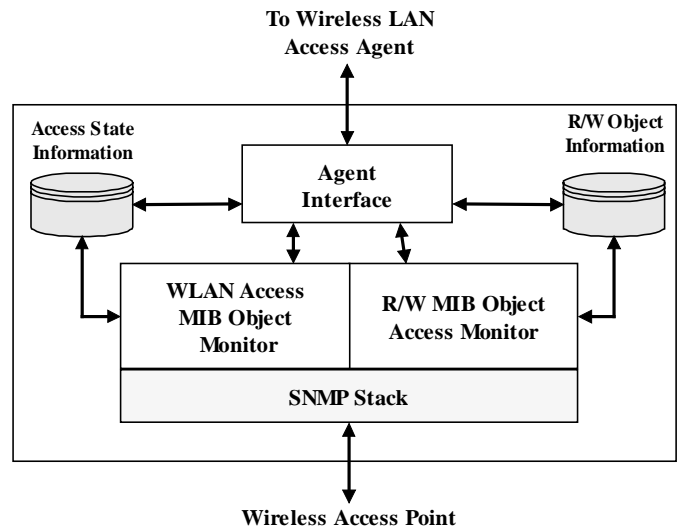 To Wireless LAN
Access Agent
Access State
Information
R/W Object
Information
Agent
Interface
WLAN Access
MIB Object
Monitor
R/W MIB Object
Access Monitor
SNMP Stack
Wireless Access Point